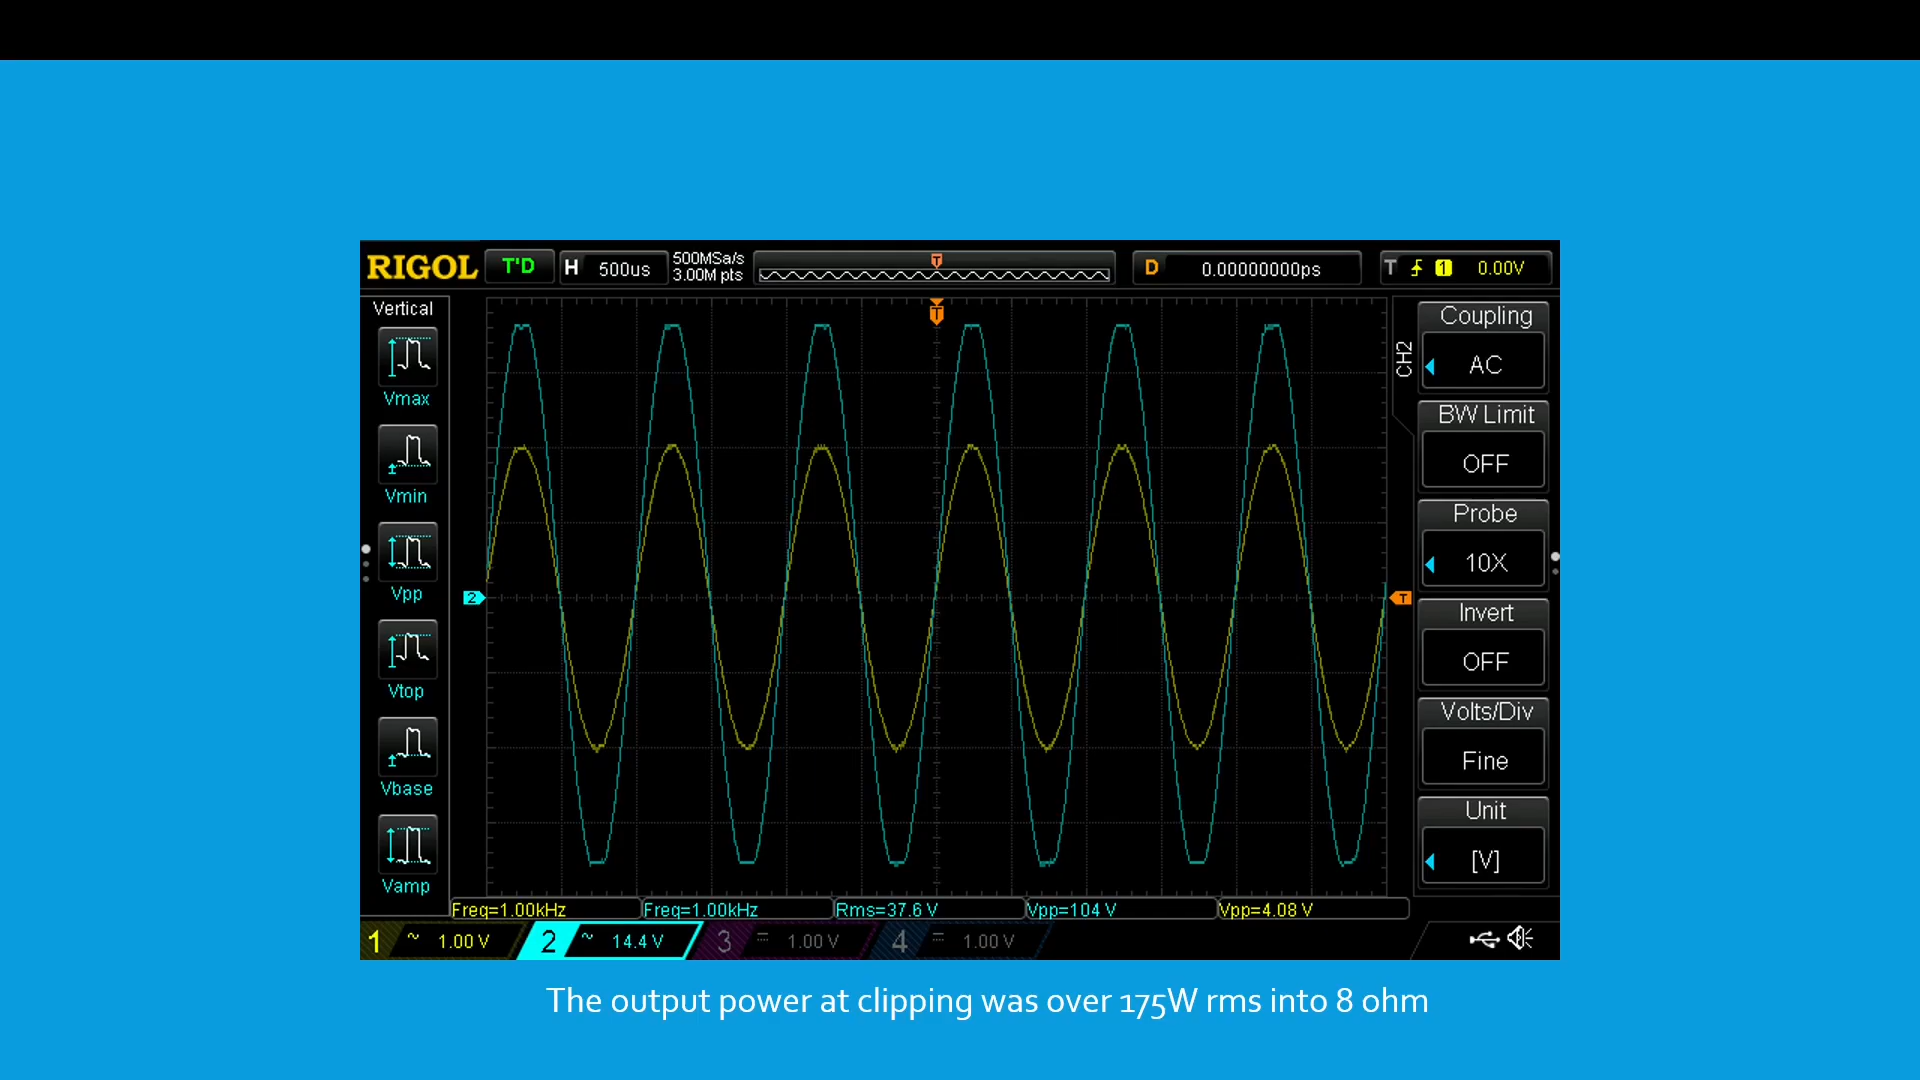 RIGOL T'D H 500us 500MSa/s 3.00M pts T D 0.00000000ps T 1 0.00V
Vertical
Vmax
Vmin
Vpp
Vtop
Vbase
Vamp
T
2
T
CH2
Coupling
AC
BW Limit
OFF
Probe
10X
Invert
OFF
Volts/Div
Fine
Unit
[V]
Freq=1.00kHz Freq=1.00kHz Rms=37.6 V Vpp=104 V Vpp=4.08 V
1 ~ 1.00 V 2 ~ 14.4 V 3 1.00 V 4 1.00 V
The output power at clipping was over 175W rms into 8 ohm